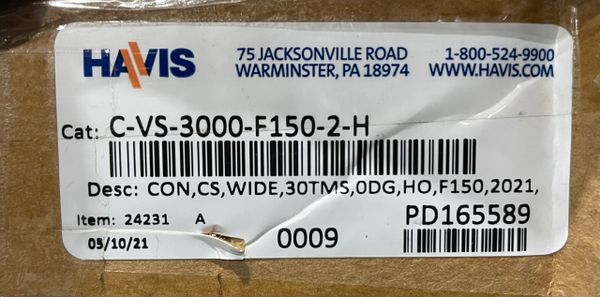 HAVIS 75 JACKSONVILLE ROAD 1-800-524-9900
WARMINSTER, PA 18974 WWW.HAVIS.COM
Cat: C-VS-3000-F150-2-H
Desc: CON,CS,WIDE,30TMS,0DG,HO,F150,2021,
Item: 24231 A PD165589
05/10/21 0009